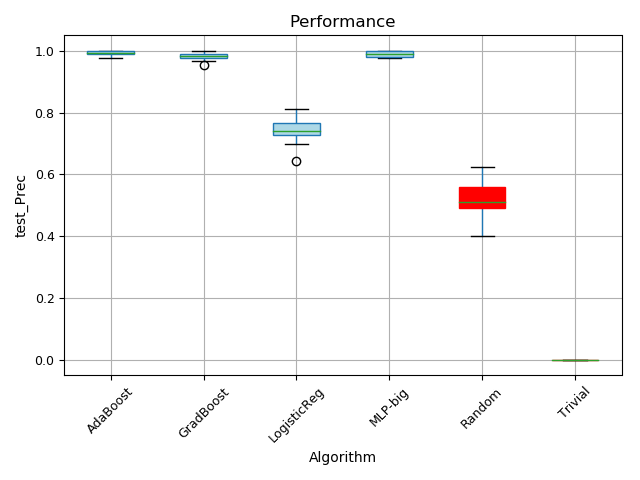 Performance
test_Prec
1.0
0.8
0.6
0.4
0.2
0.0
AdaBoost
GradBoost
LogisticReg
MLP-big
Random
Trivial
Algorithm